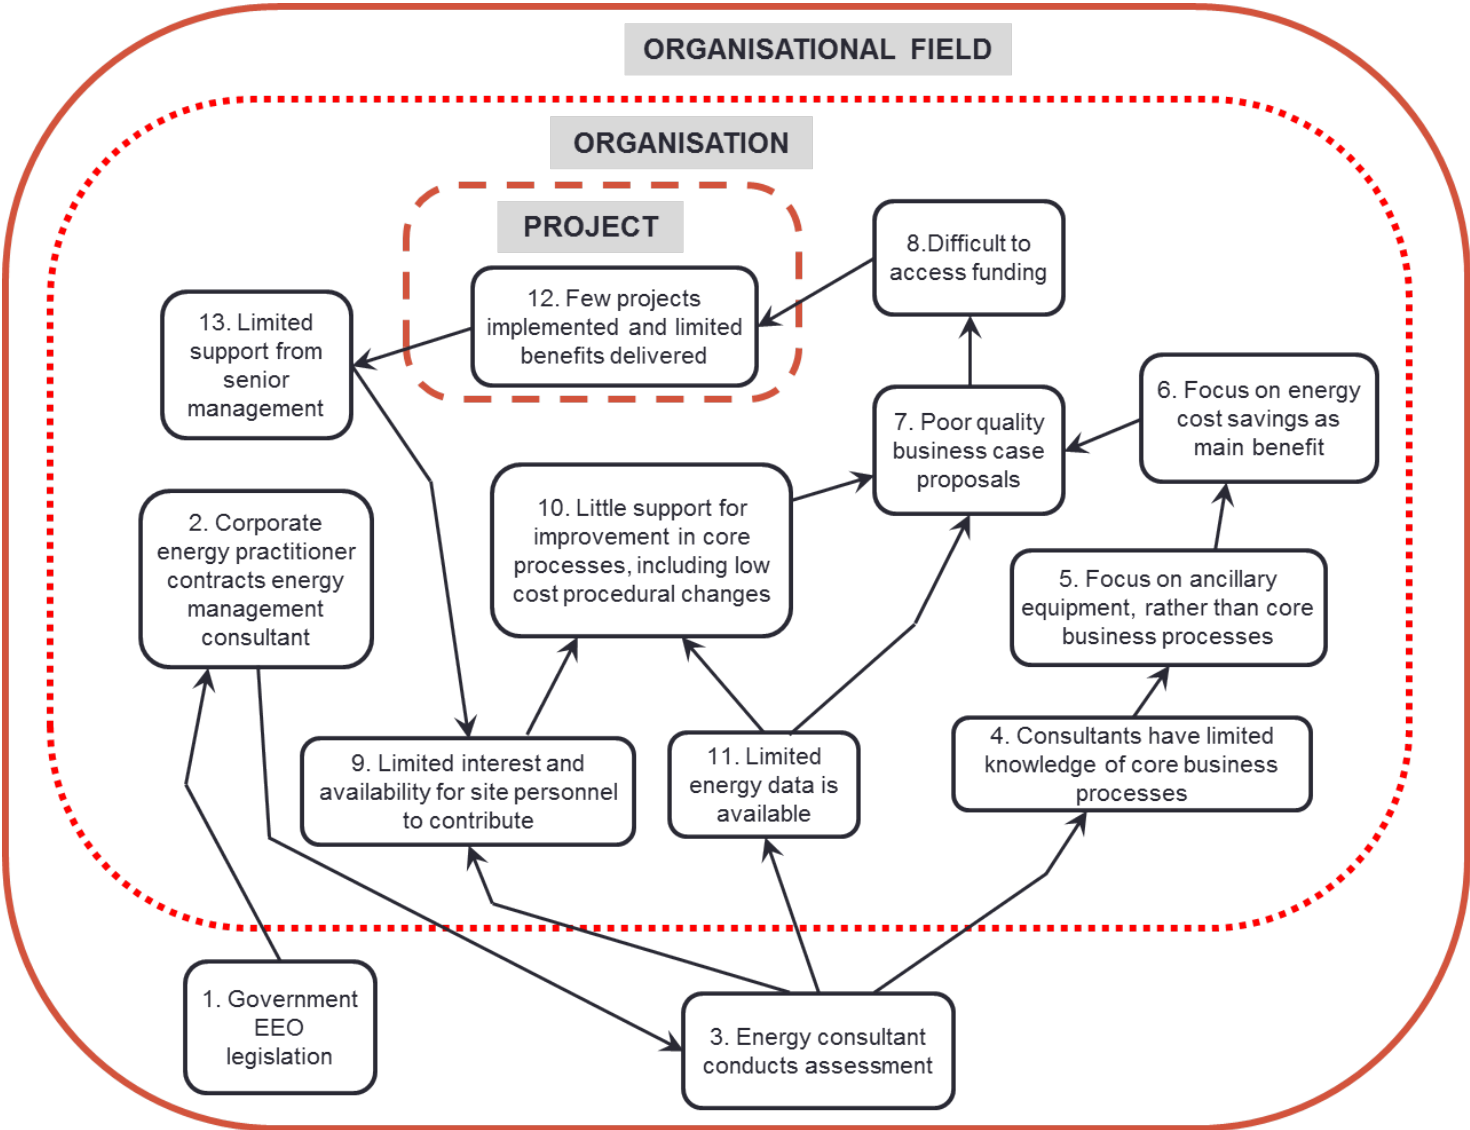 ORGANISATIONAL FIELD
ORGANISATION
PROJECT
8.Difficult to
access funding
12. Few projects
implemented and limited
benefits delivered
13. Limited
support from
senior
management
6. Focus on energy
cost savings as
main benefit
7. Poor quality
business case
proposals
10. Little support for
improvement in core
processes, including low
cost procedural changes
2. Corporate
energy practitioner
contracts energy
management
consultant
5. Focus on ancillary
equipment, rather than core
business processes
4. Consultants have limited
knowledge of core business
processes
9. Limited interest and
availability for site personnel
to contribute
11. Limited
energy data is
available
1. Government
EEO
legislation
3. Energy consultant
conducts assessment